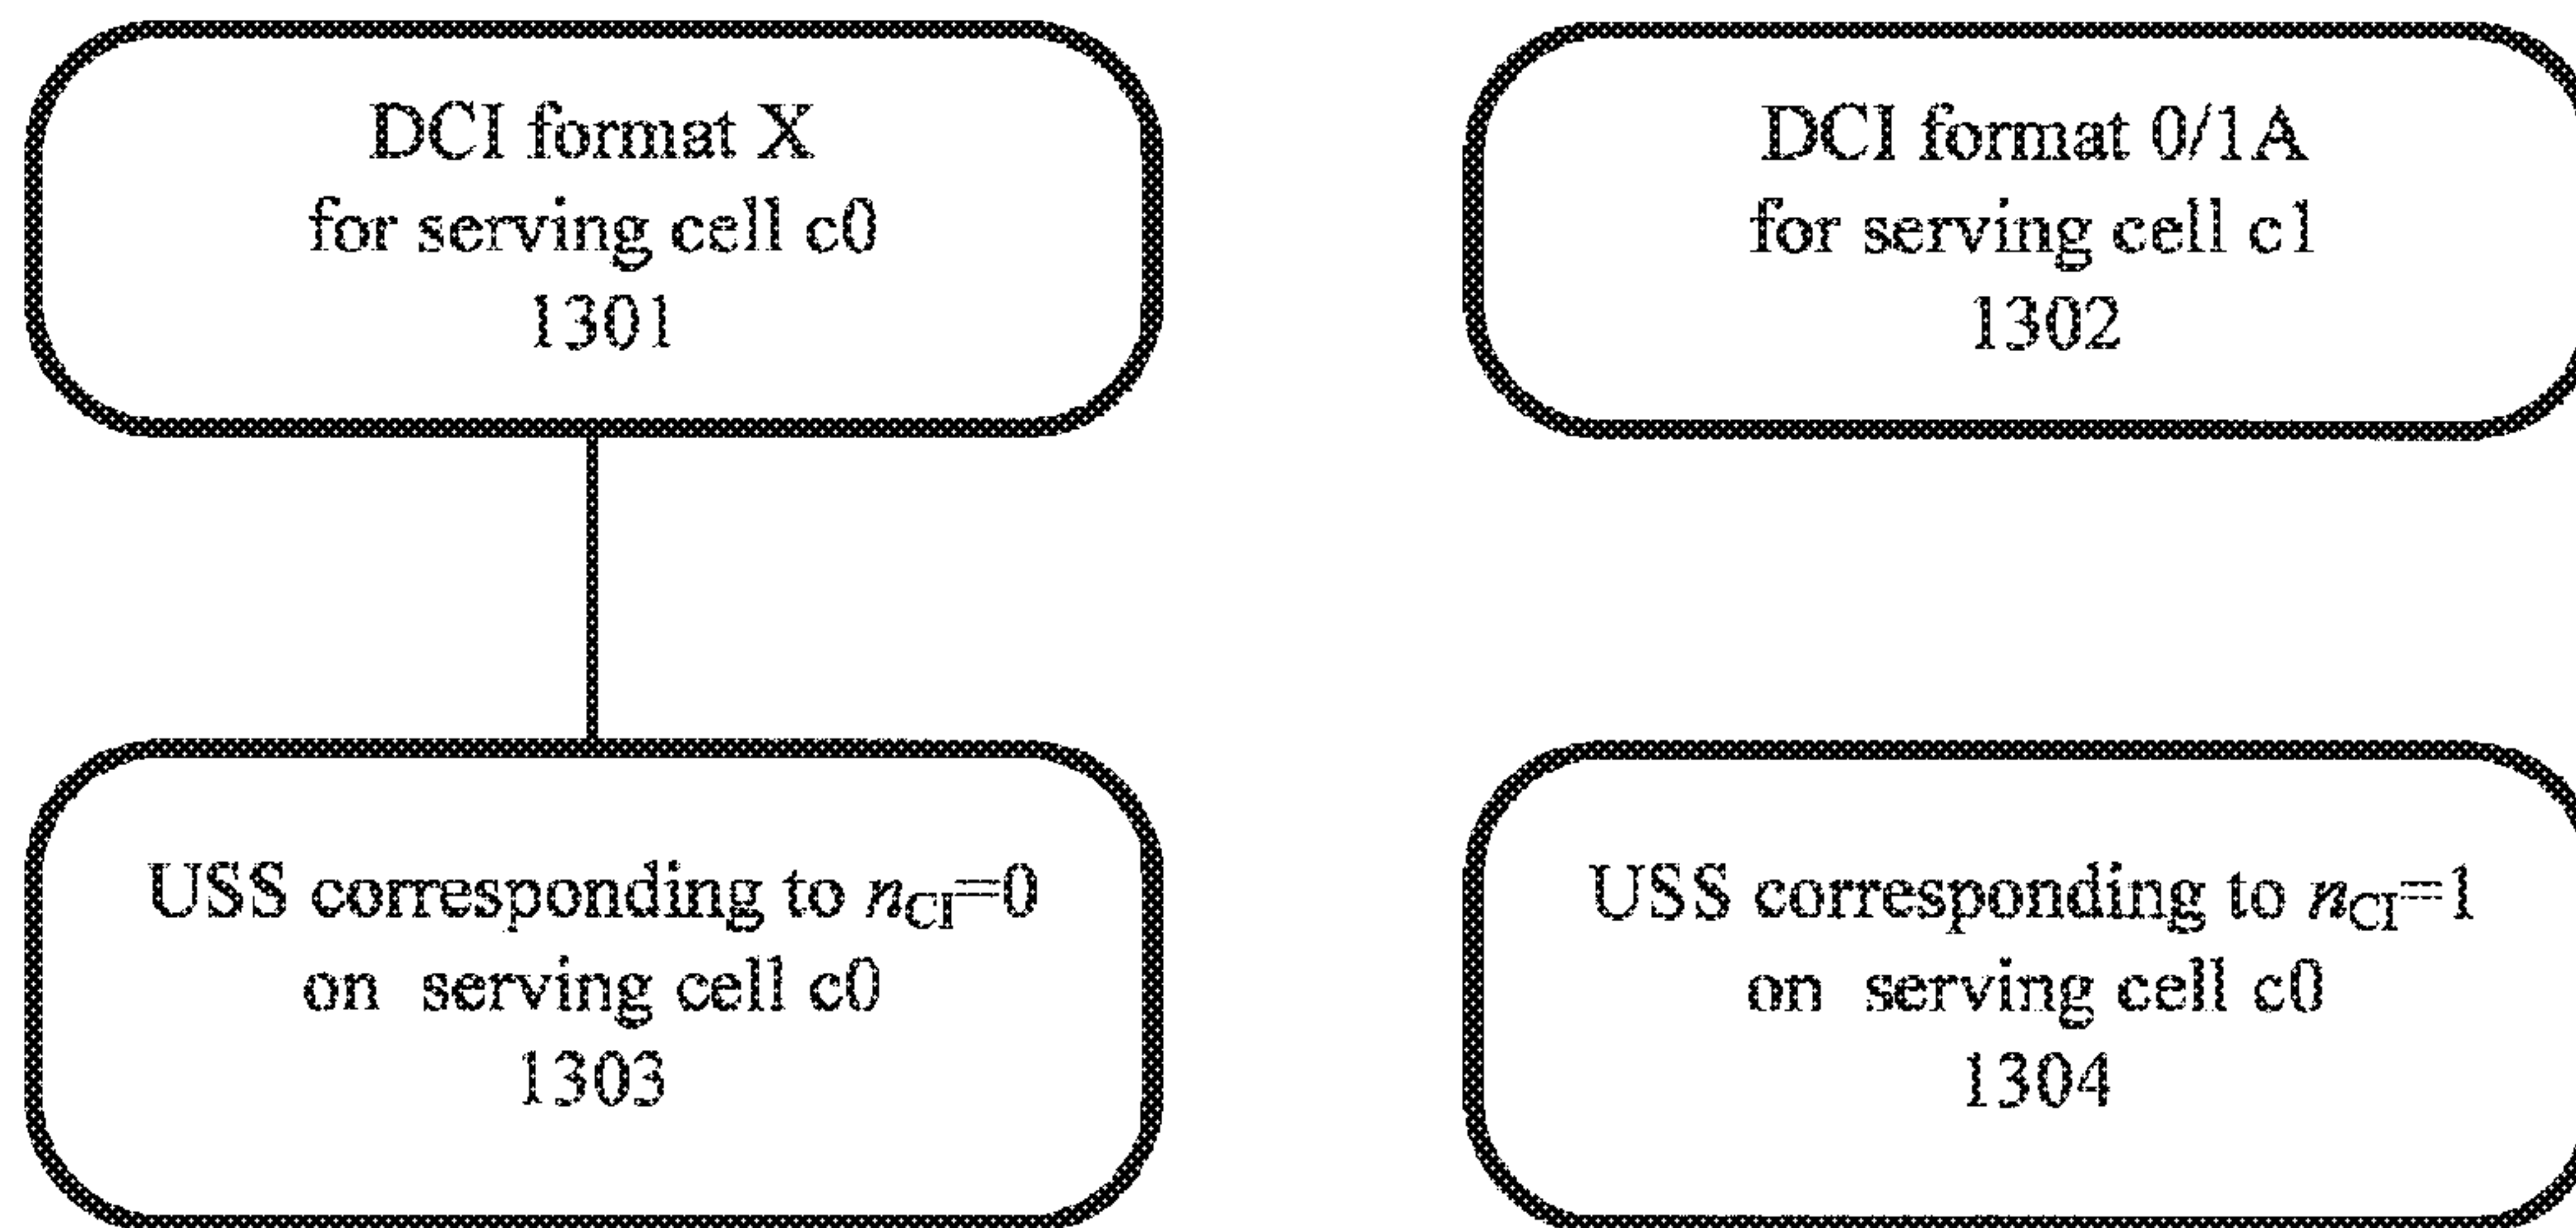 DCI format X
for serving cell c0
1301
DCI format 0/1A
for serving cell c1
1302
USS corresponding to nCI=0
on serving cell c0
1303
USS corresponding to nCI=1
on serving cell c0
1304